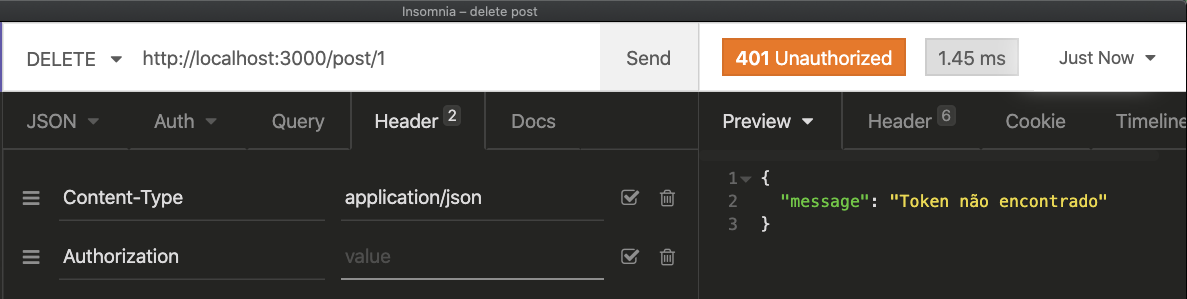 Insomnia – delete post
DELETE http://localhost:3000/post/1 Send 401 Unauthorized 1.45 ms Just Now
JSON Auth Query Header 2 Docs Preview Header 6 Cookie Timeline
Content-Type application/json
Authorization value
1 {
2 "message": "Token não encontrado"
3 }